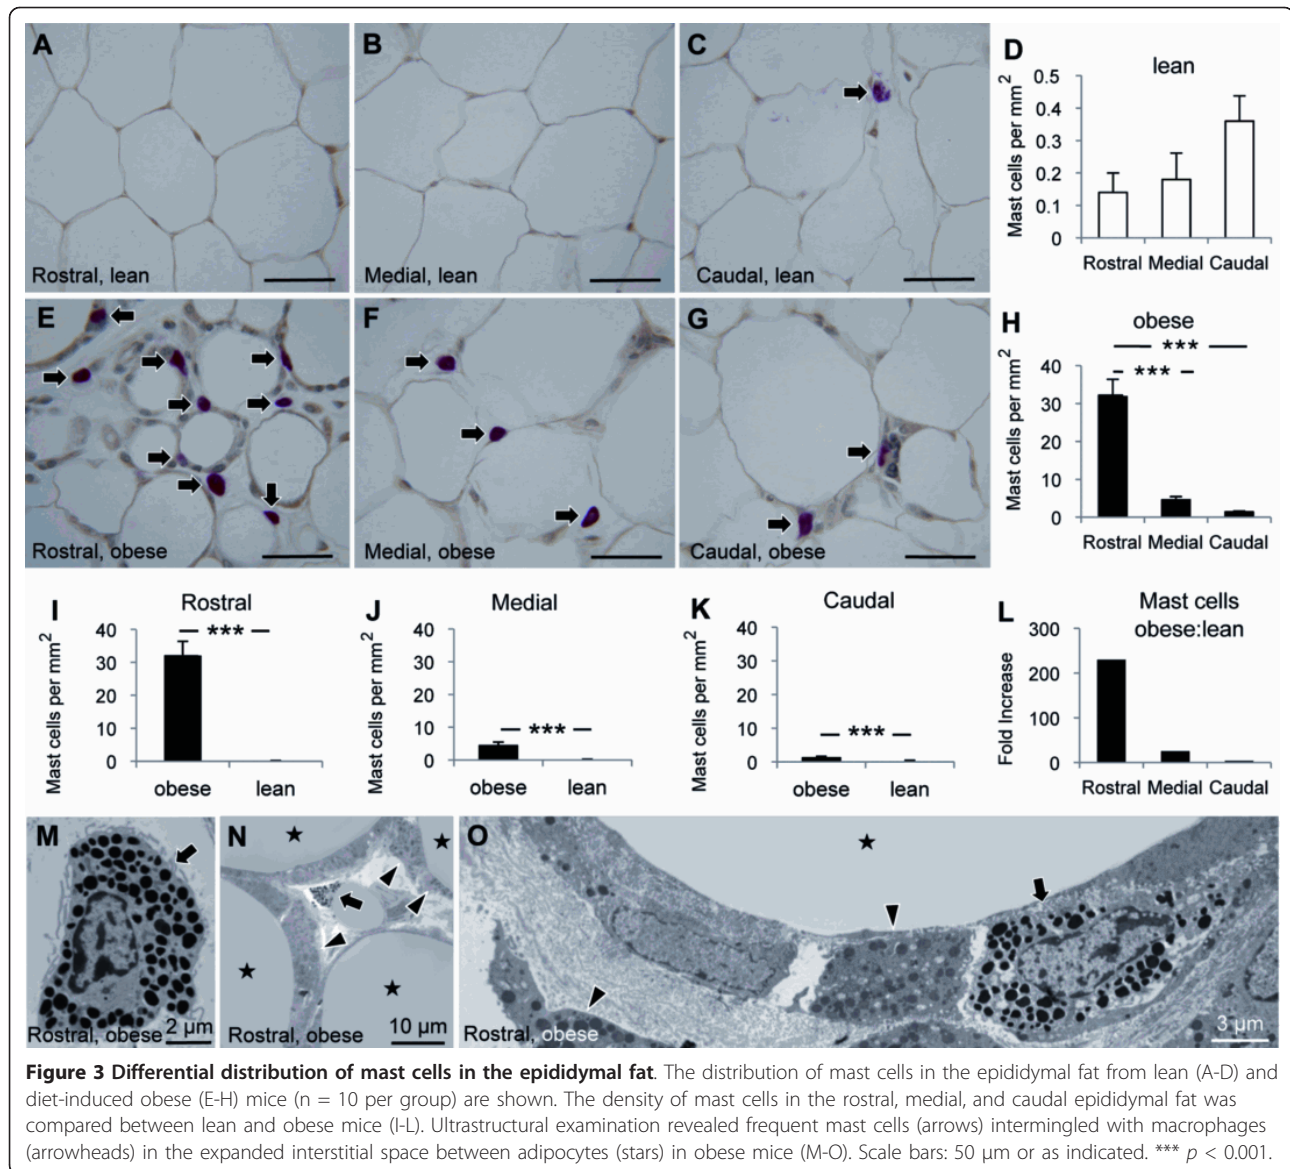 A
Rostral, lean
B
Medial, lean
C
Caudal, lean
D
lean
Mast cells per mm²
0.5
0.4
0.3
0.2
0.1
0
Rostral Medial Caudal
E
Rostral, obese
F
Medial, obese
G
Caudal, obese
H
obese
***
***
Mast cells per mm²
40
30
20
10
0
Rostral Medial Caudal
I
Rostral
Mast cells per mm²
40
30
20
10
0
***
obese lean
J
Medial
Mast cells per mm²
40
30
20
10
0
***
obese lean
K
Caudal
Mast cells per mm²
40
30
20
10
0
***
obese lean
L
Mast cells
obese:lean
Fold Increase
300
200
100
0
Rostral Medial Caudal
M
Rostral, obese
2 µm
N
Rostral, obese
10 µm
O
Rostral, obese
3 µm
Figure 3 Differential distribution of mast cells in the epididymal fat. The distribution of mast cells in the epididymal fat from lean (A-D) and
diet-induced obese (E-H) mice (n = 10 per group) are shown. The density of mast cells in the rostral, medial, and caudal epididymal fat was
compared between lean and obese mice (I-L). Ultrastructural examination revealed frequent mast cells (arrows) intermingled with macrophages
(arrowheads) in the expanded interstitial space between adipocytes (stars) in obese mice (M-O). Scale bars: 50 µm or as indicated. *** p < 0.001.